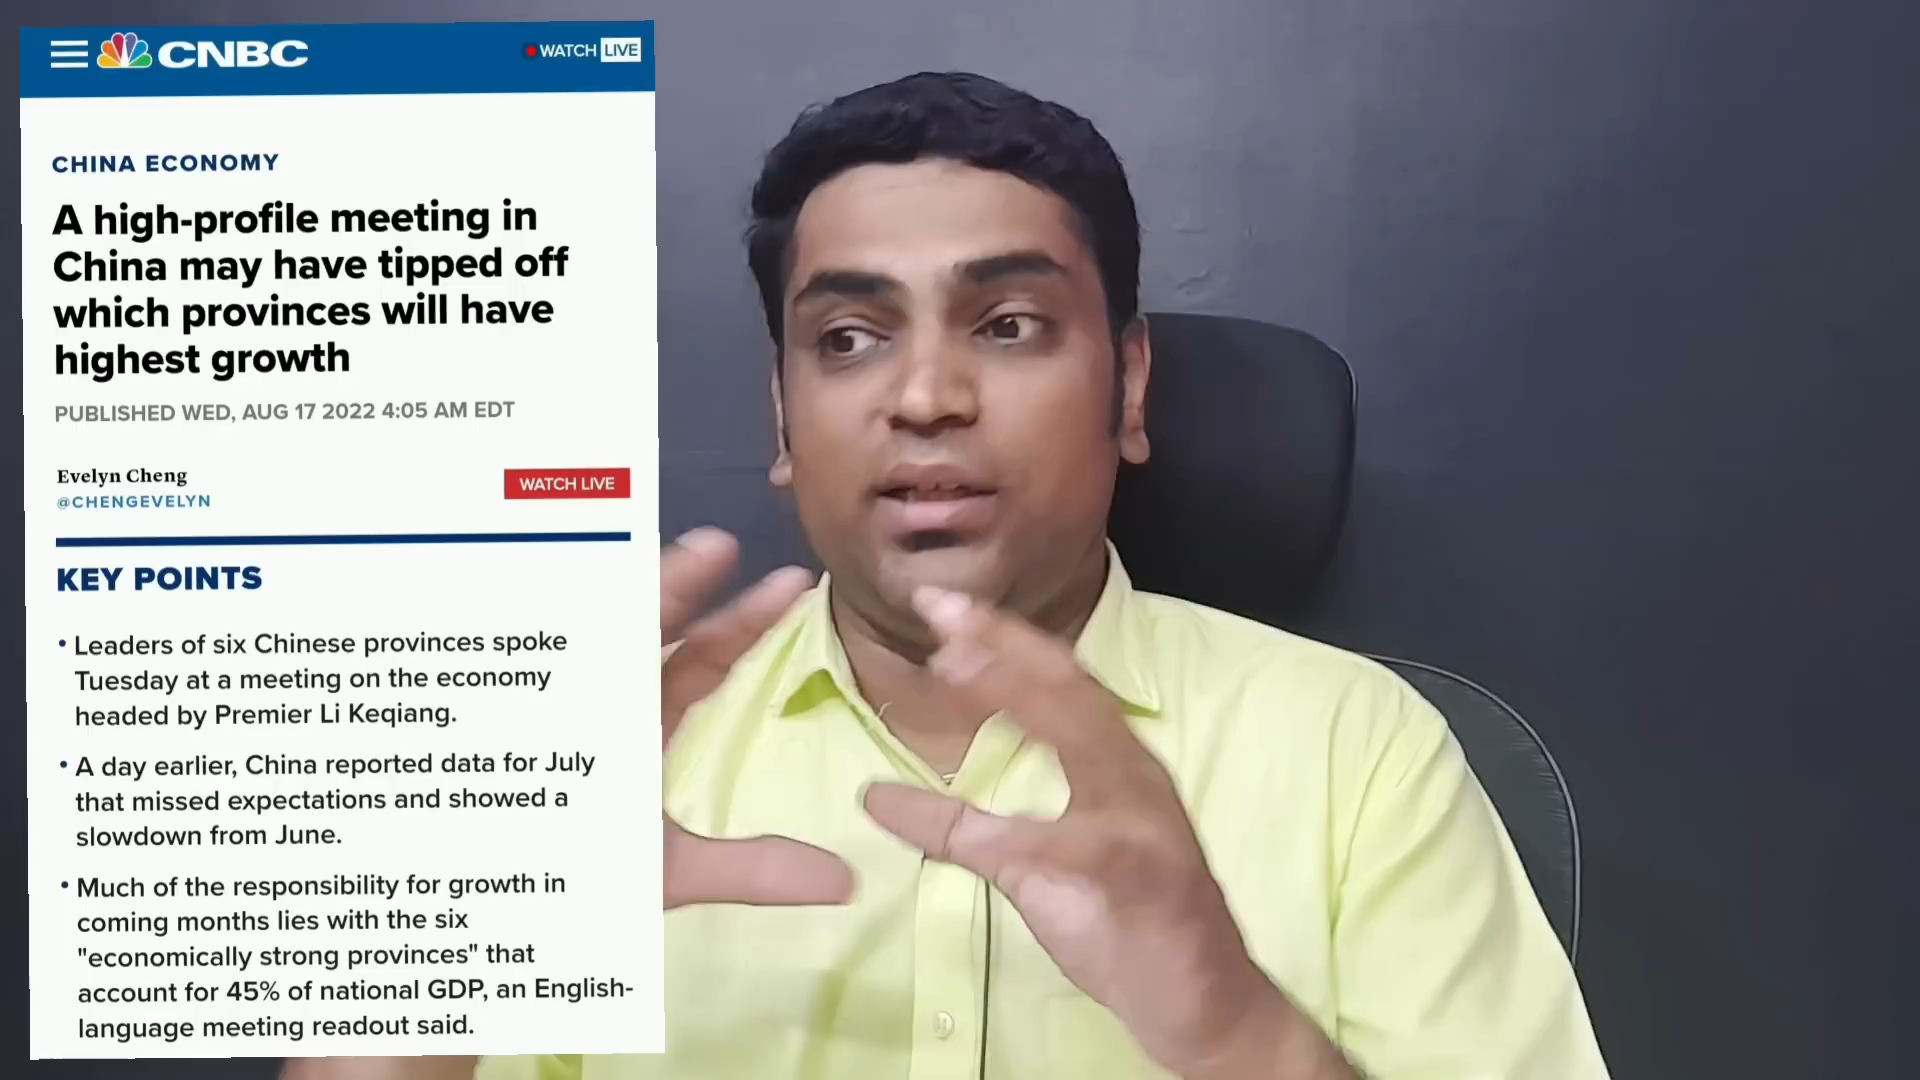 CNBC
WATCH LIVE
CHINA ECONOMY
A high-profile meeting in
China may have tipped off
which provinces will have
highest growth
PUBLISHED WED, AUG 17 2022 4:05 AM EDT
Evelyn Cheng
@CHENGEVELYN
WATCH LIVE
KEY POINTS
• Leaders of six Chinese provinces spoke
Tuesday at a meeting on the economy
headed by Premier Li Keqiang.
• A day earlier, China reported data for July
that missed expectations and showed a
slowdown from June.
• Much of the responsibility for growth in
coming months lies with the six
"economically strong provinces" that
account for 45% of national GDP, an English-
language meeting readout said.